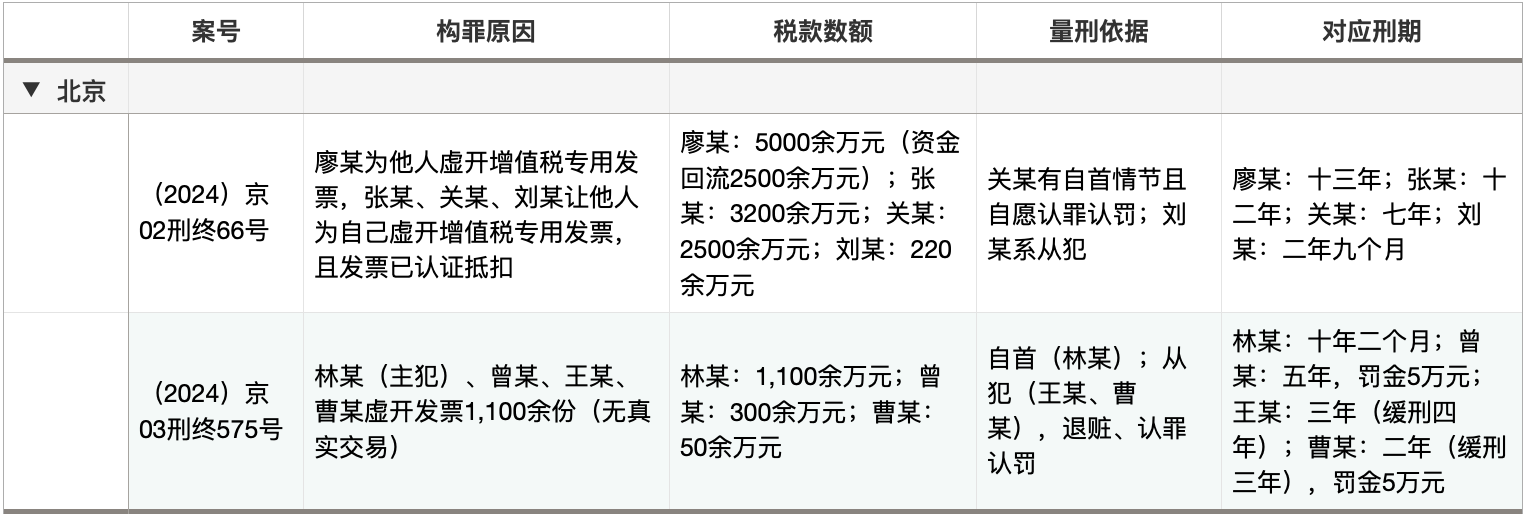 案号
构罪原因
税款数额
量刑依据
对应刑期
▼ 北京
（2024）京
02刑终66号
廖某为他人虚开增值税专用发
票，张某、关某、刘某让他人
为自己虚开增值税专用发票，
且发票已认证抵扣
廖某：5000余万元（资金
回流2500余万元）；张
某：3200余万元；关某：
2500余万元；刘某：220
余万元
关某有自首情节且
自愿认罪认罚；刘
某系从犯
廖某：十三年；张某：十
二年；关某：七年；刘
某：二年九个月
（2024）京
03刑终575号
林某（主犯）、曾某、王某、
曹某虚开发票1,100余份（无真
实交易）
林某：1,100余万元；曾
某：300余万元；曹某：
50余万元
自首（林某）；从
犯（王某、曹
某），退赃、认罪
认罚
林某：十年二个月；曾
某：五年，罚金5万元；
王某：三年（缓刑四
年）；曹某：二年（缓刑
三年），罚金5万元